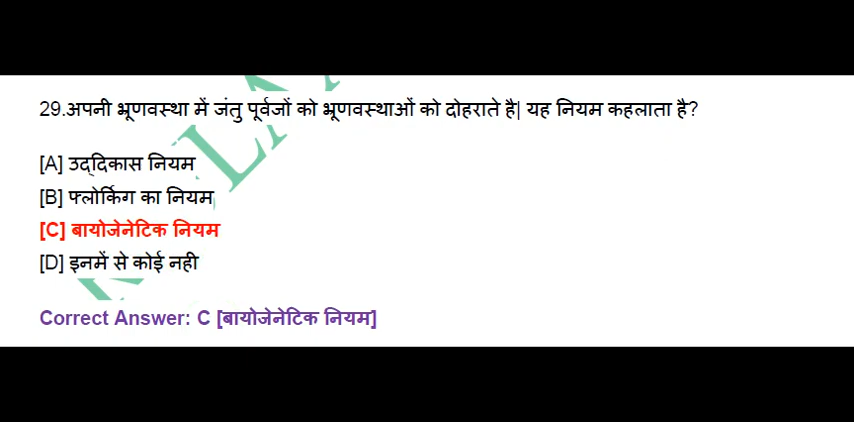 29.अपनी भ्रूणवस्था में जंतु पूर्वजों को भ्रूणवस्थाओं को दोहराते है| यह नियम कहलाता है?
[A] उद्दिकास नियम
[B] फ्लोर्किग का नियम
[C] बायोजेनेटिक नियम
[D] इनमें से कोई नही
Correct Answer: C [बायोजेनेटिक नियम]